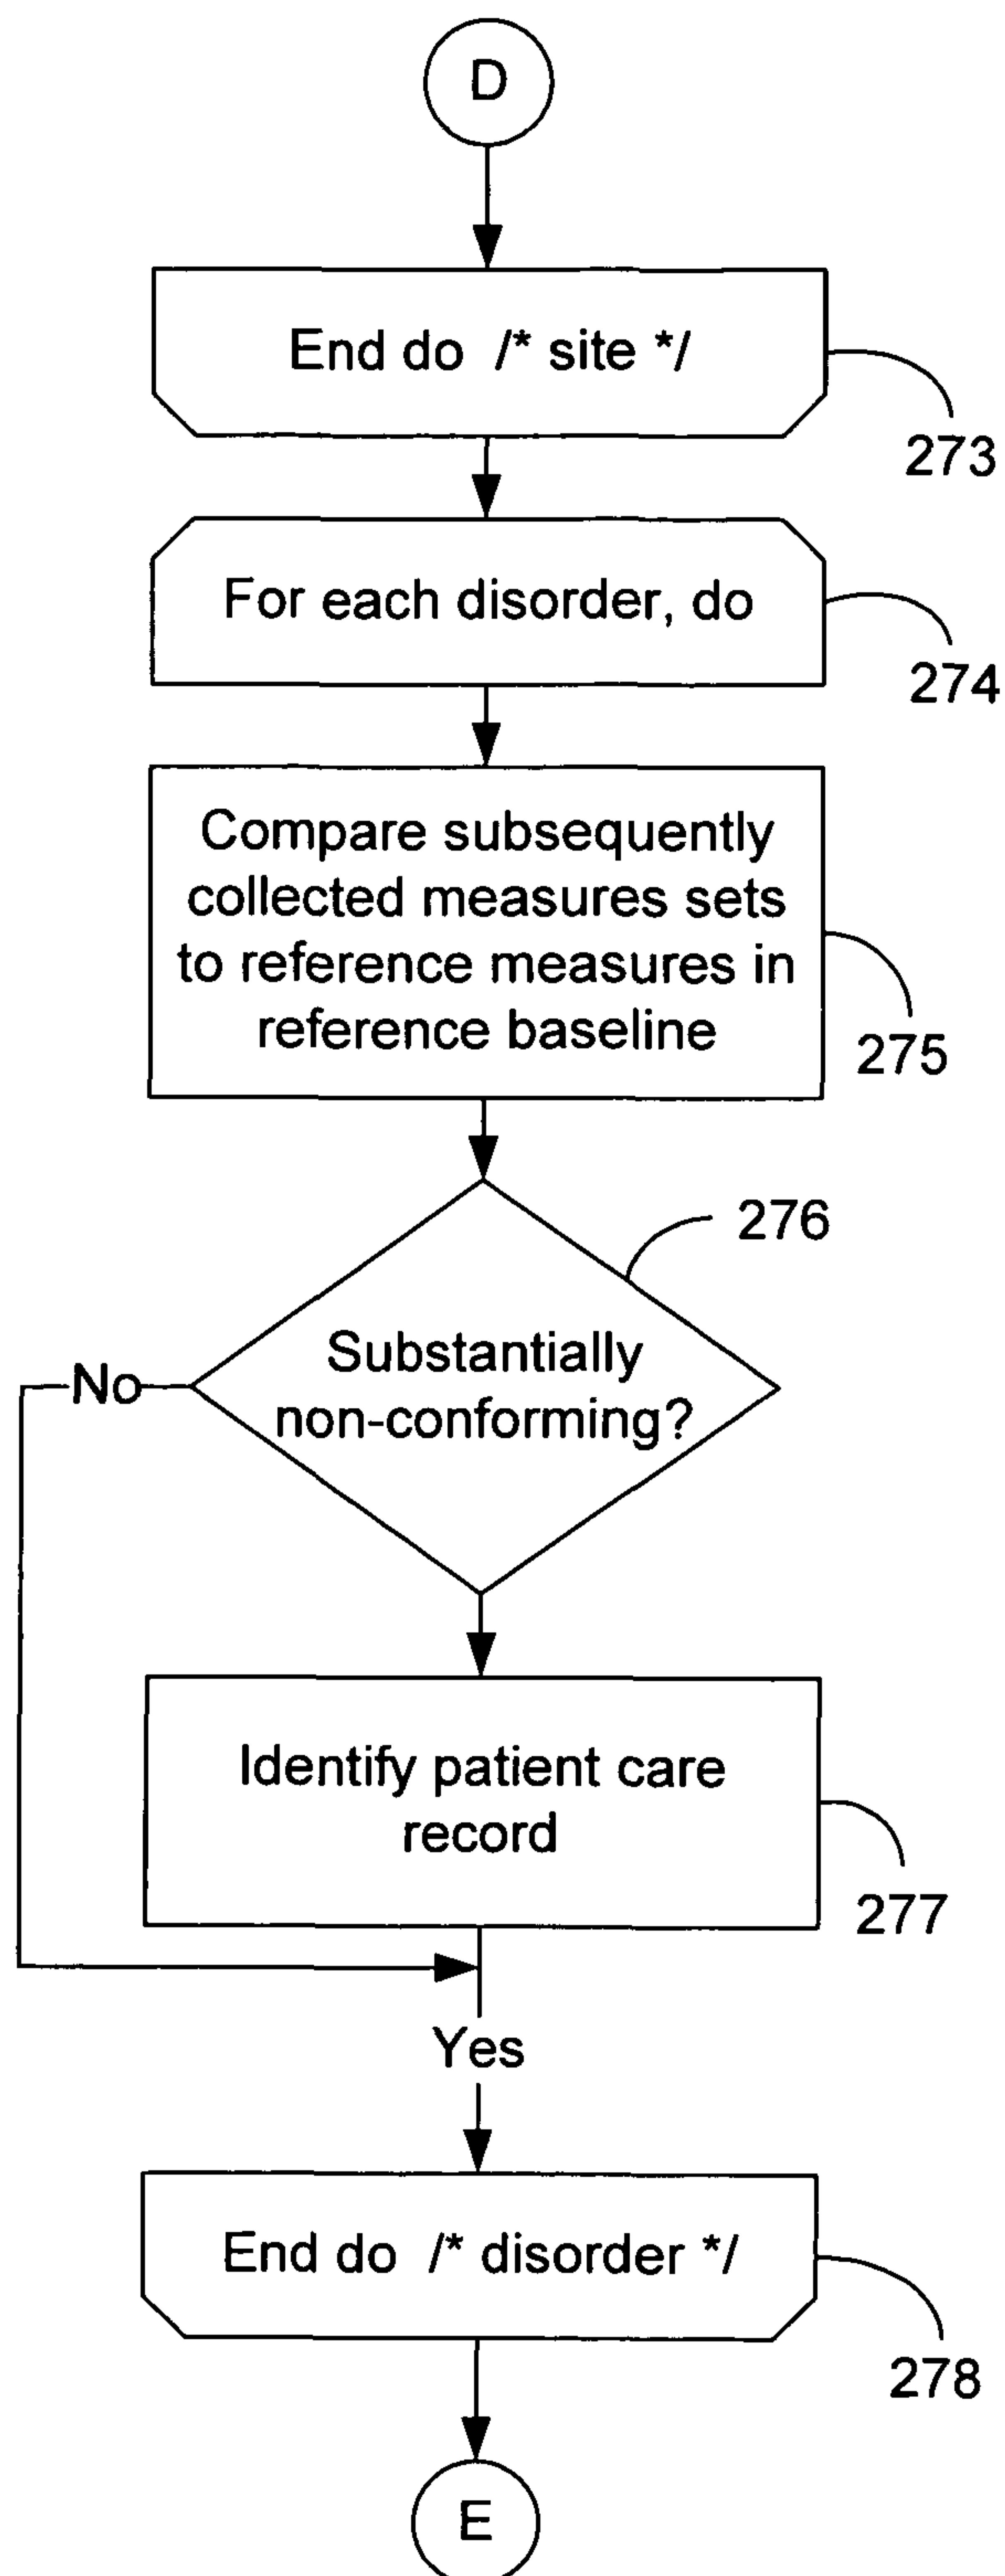 D
End do /* site */
273
For each disorder, do
274
Compare subsequently
collected measures sets
to reference measures in
reference baseline
275
276
Substantially
non-conforming?
No
Identify patient care
record
277
Yes
End do /* disorder */
278
E